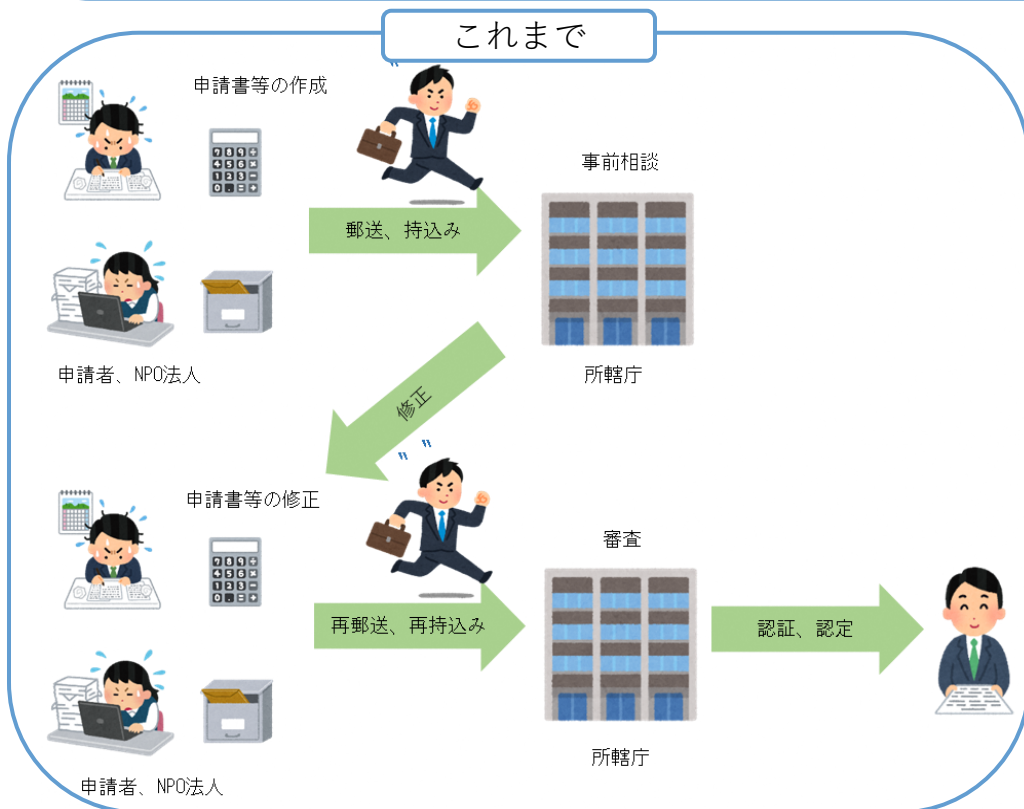 これまで
申請書等の作成
郵送、持込み
事前相談
申請者、NPO法人
所轄庁
修正
申請書等の修正
再郵送、再持込み
審査
認証、認定
所轄庁
申請者、NPO法人